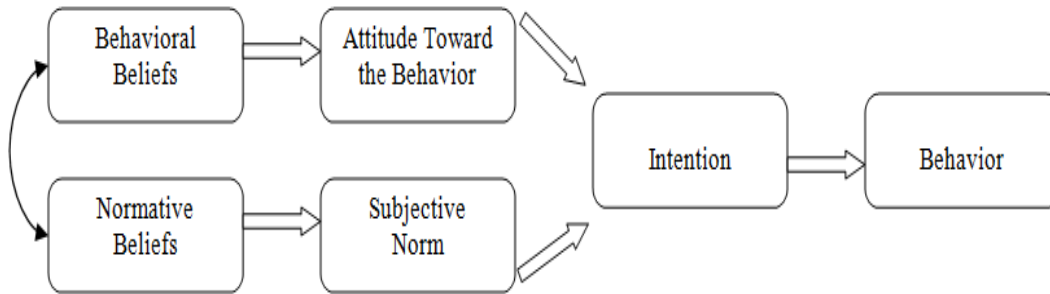 Behavioral
Beliefs
Attitude Toward
the Behavior
Intention
Behavior
Normative
Beliefs
Subjective
Norm